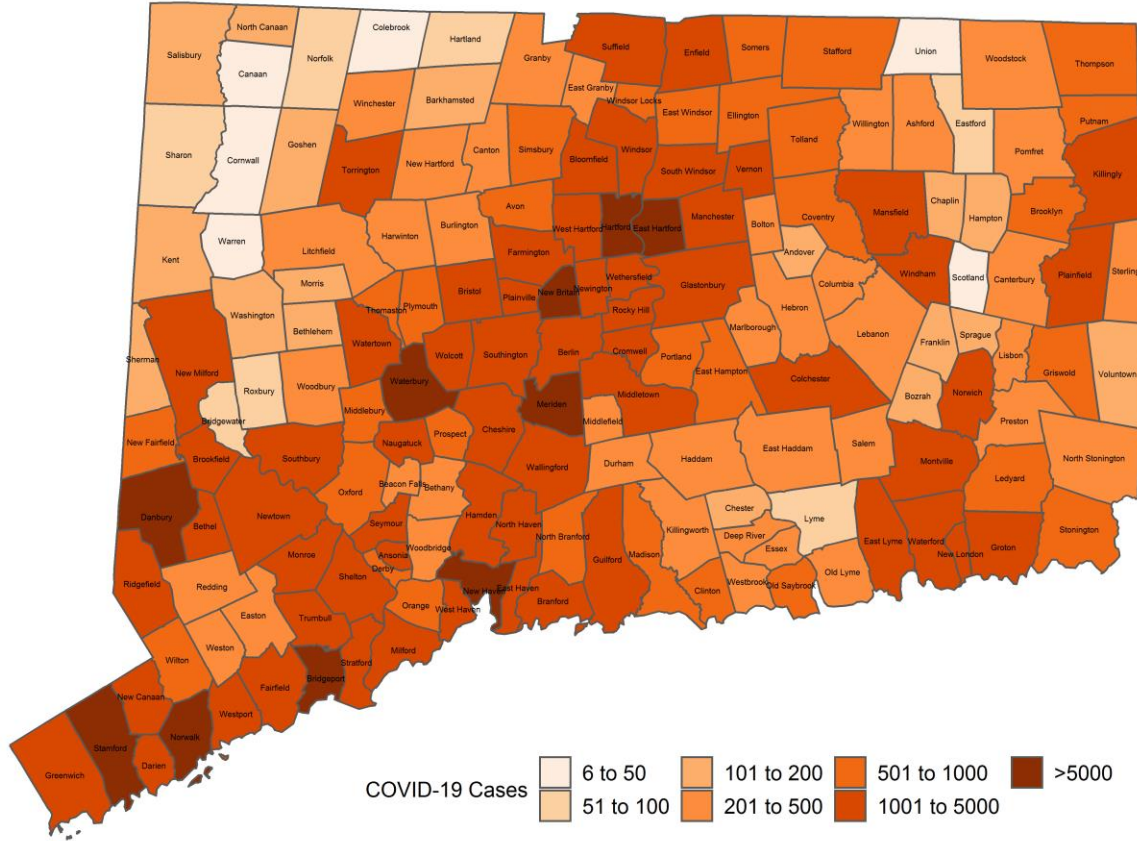 Colebrook
North Canaan
Hartland
Suffield
Enfield
Somers
Stafford
Union
Salisbury
Norfolk
Granby
Woodstock
Thompson
Canaan
East Granby
Windsor Locks
Winchester
Barkhamsted
East Windsor
Ellington
Putnam
Willington
Ashford
Eastford
Sharon
Cornwall
Goshen
Torrington
New Hartford
Canton
Simsbury
Bloomfield
Windsor
Tolland
Pomfret
South Windsor
Vernon
Killingly
Avon
Mansfield
Chaplin
Hampton
Brooklyn
Warren
Harwinton
Burlington
West Hartford
Hartford
East Hartford
Manchester
Bolton
Coventry
Kent
Litchfield
Farmington
Andover
Windham
Scotland
Canterbury
Plainfield
Sterling
Morris
Bristol
Plainville
New Britain
Newington
Wethersfield
Glastonbury
Columbia
Washington
Bethlehem
Thomaston
Plymouth
Rocky Hill
Marlborough
Hebron
Lebanon
Sherman
New Milford
Watertown
Wolcott
Southington
Berlin
Cromwell
Portland
East Hampton
Franklin
Sprague
Lisbon
Griswold
Voluntown
Roxbury
Woodbury
Waterbury
Colchester
Bozrah
Norwich
Bridgewater
Middlebury
Meriden
Middletown
Middlefield
Preston
New Fairfield
Naugatuck
Prospect
Cheshire
Brookfield
Southbury
Wallingford
Durham
Haddam
East Haddam
Salem
Montville
North Stonington
Oxford
Beacon Falls
Bethany
Ledyard
Danbury
Bethel
Newtown
Seymour
Hamden
North Haven
North Branford
Killingworth
Chester
Lyme
Monroe
Ansonia
Woodbridge
Guilford
Madison
Deep River
Essex
East Lyme
Waterford
New London
Groton
Stonington
Ridgefield
Redding
Shelton
Derby
New Haven
East Haven
Branford
Clinton
Westbrook
Old Saybrook
Old Lyme
Easton
Trumbull
Orange
West Haven
Wilton
Weston
Milford
New Canaan
Fairfield
Bridgeport
Stratford
Greenwich
Stamford
Darien
Norwalk
Westport
COVID-19 Cases
6 to 50
101 to 200
501 to 1000
>5000
51 to 100
201 to 500
1001 to 5000